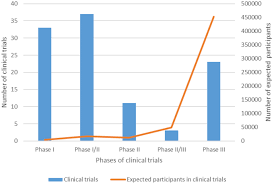 40
35
30
25
20
15
10
5
0
Number of clinical trials
500000
450000
400000
350000
300000
250000
200000
150000
100000
50000
0
Number of expected participants
Phase I
Phase I/II
Phase II
Phase II/III
Phase III
Phases of clinical trials
Clinical trials
Expected participants in clinical trials